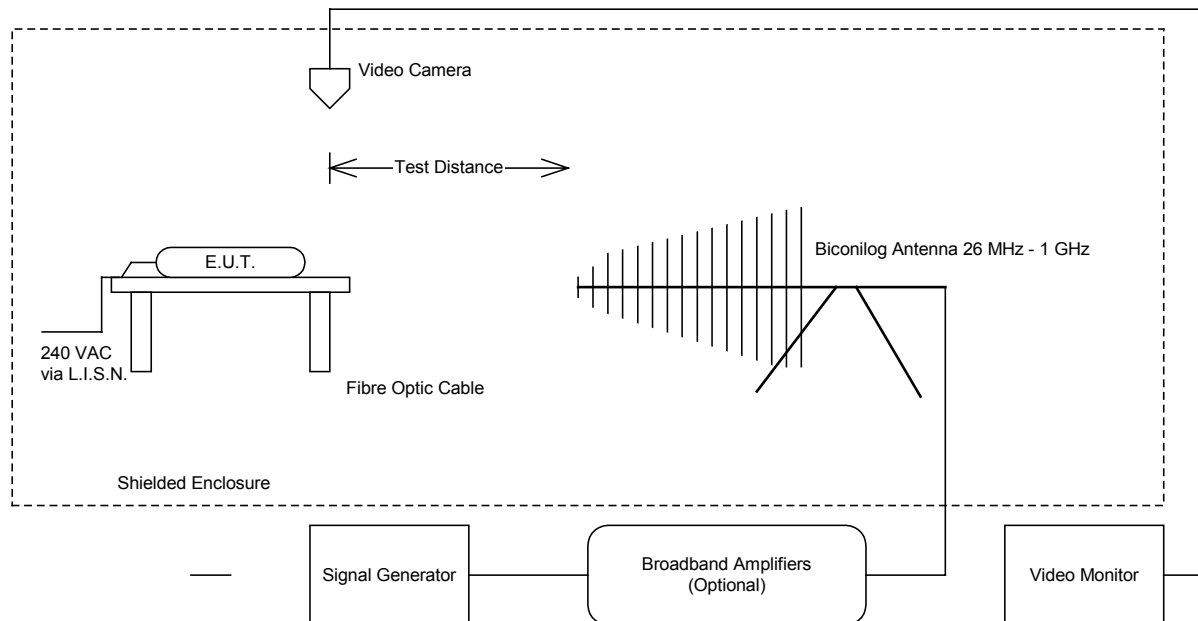 Video Camera
Test Distance
E.U.T.
Biconilog Antenna 26 MHz - 1 GHz
240 VAC
via L.I.S.N.
Fibre Optic Cable
Shielded Enclosure
Signal Generator
Broadband Amplifiers
(Optional)
Video Monitor